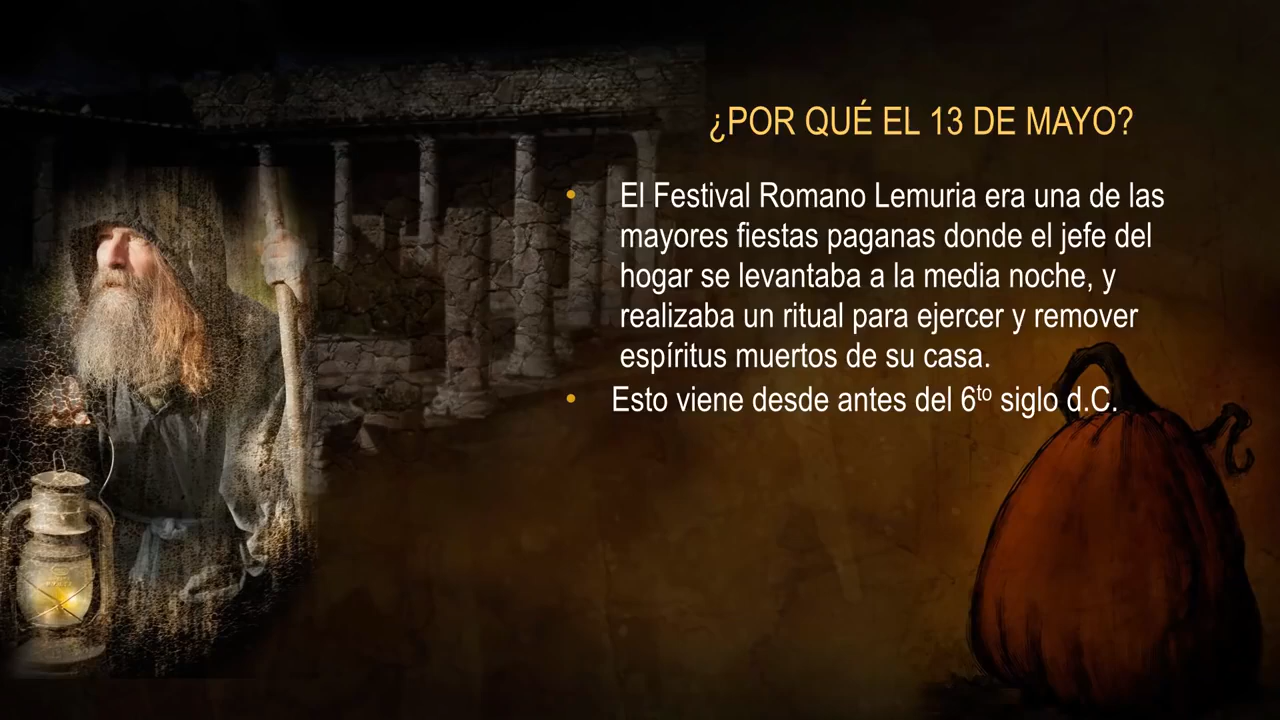 ¿POR QUÉ EL 13 DE MAYO?
• El Festival Romano Lemuria era una de las
mayores fiestas paganas donde el jefe del
hogar se levantaba a la media noche, y
realizaba un ritual para ejercer y remover
espíritus muertos de su casa.
• Esto viene desde antes del 6to siglo d.C.